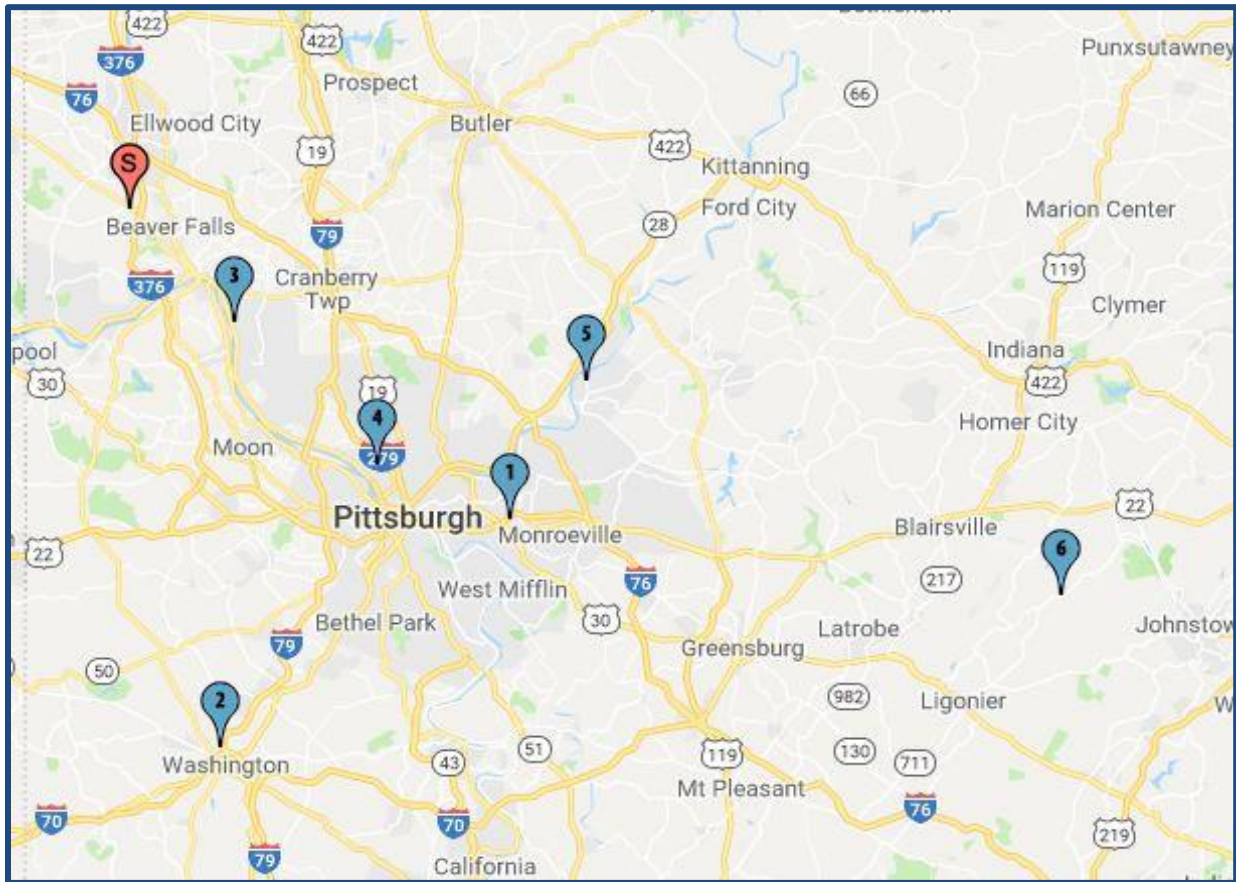 422
422
376
Punxsutawney
76
Prospect
66
Ellwood City
Butler
19
422
Kittanning
S
Ford City
Marion Center
Beaver Falls
28
79
119
3
376
Cranberry
Twp
Clymer
5
pool
Indiana
30
19
422
4
Homer City
Moon
279
1
22
Pittsburgh
Monroeville
Blairsville
22
6
West Mifflin
76
217
Bethel Park
30
Latrobe
Johnstow
79
Greensburg
50
2
982
Ligonier
W
Washington
43
51
119
130
711
Mt Pleasant
70
70
76
219
79
California